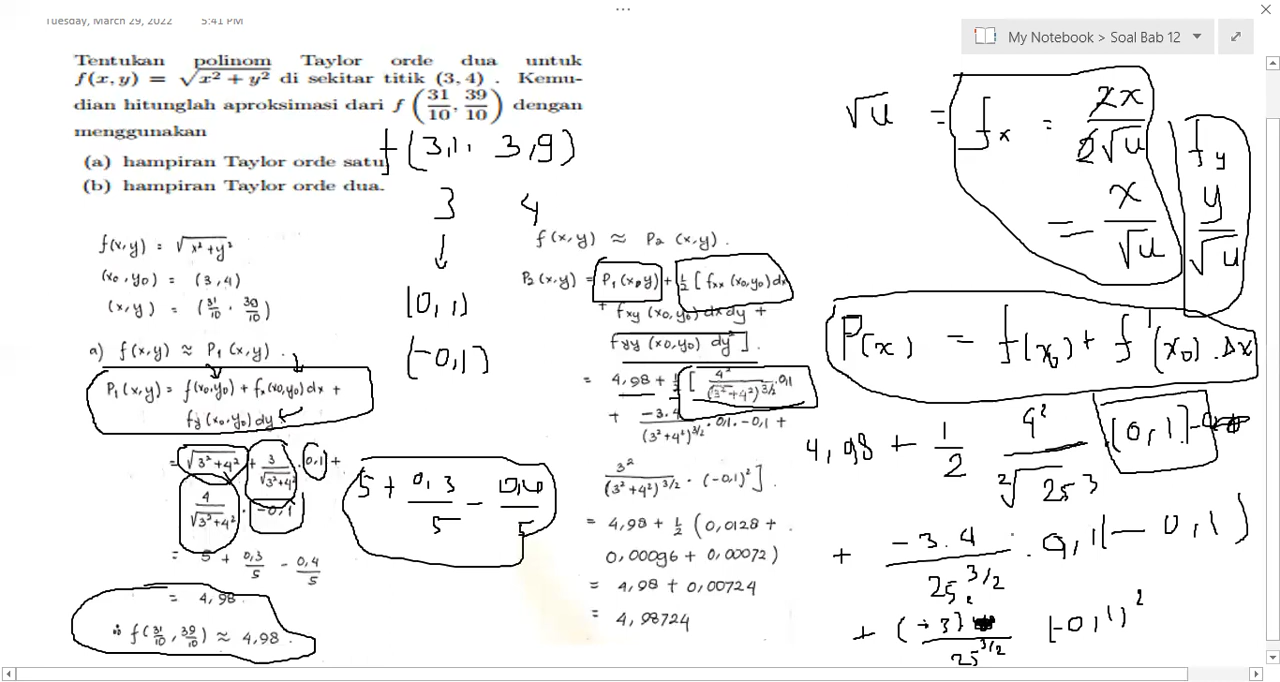 Tuesday, March 29, 2022 5:41 PM
My Notebook > Soal Bab 12
Tentukan polinom Taylor orde dua untuk
f(x, y) = √(x² + y²) di sekitar titik (3, 4) . Kemu-
dian hitunglah aproksimasi dari f (31/10, 39/10) dengan
menggunakan
(a) hampiran Taylor orde satu
(b) hampiran Taylor orde dua.
f(3,1. 3,9)
3 4
↓
(0,1)
(-0,1)
f(x,y) = √(x²+y²)
(x0,y0) = (3,4)
(x,y) = (31/10 . 39/10)
a) f(x,y) ≈ P1 (x,y) .
P1(x,y) = f(x0,y0) + fx(x0,y0)dx +
fy(x0,y0)dy
= √(3²+4²) + 3/√(3²+4²) . 0,1 +
4/√(3²+4²) . -0,1
= 5 + 0,3/5 - 0,4/5
= 4,98.
∴ f(31/10, 39/10) ≈ 4,98.
5 + 0,3/5 - 0,4/5
f(x,y) ≈ P2 (x,y).
P2(x,y) = P1(x,y) + 1/2 [ fxx (x0,y0)dx
+ fxy (x0,y0)dxdy +
fyy (x0,y0) dy² ].
= 4,98 + 1/2 [ 4²/(3²+4²)^3/2 . 0,1
+ -3.4/(3²+4²)^3/2 . 0,1 . -0,1 +
3²/(3²+4²)^3/2 . (-0,1)² ].
= 4,98 + 1/2 (0,0128 +
0,00096 + 0,00072)
= 4,98 + 0,00724
= 4,98724
√u = fx = 2x/2√u
= x/√u
fy
y/√u
P(x) = f(x0) + f'(x0) . Δx
4,98 + 1/2 4²/²√25³ (0,1)
+ -3.4/25^3/2 . 0,1(-0,1)
25^3/2 (-0,1)²